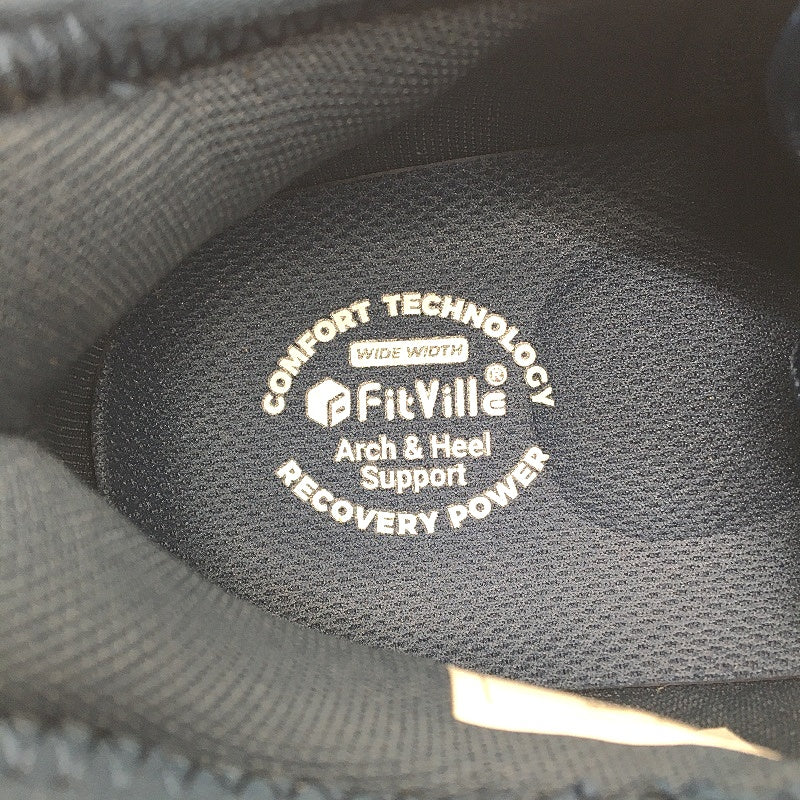 COMFORT TECHNOLOGY
WIDE WIDTH
FitVille®
Arch & Heel
Support
RECOVERY POWER